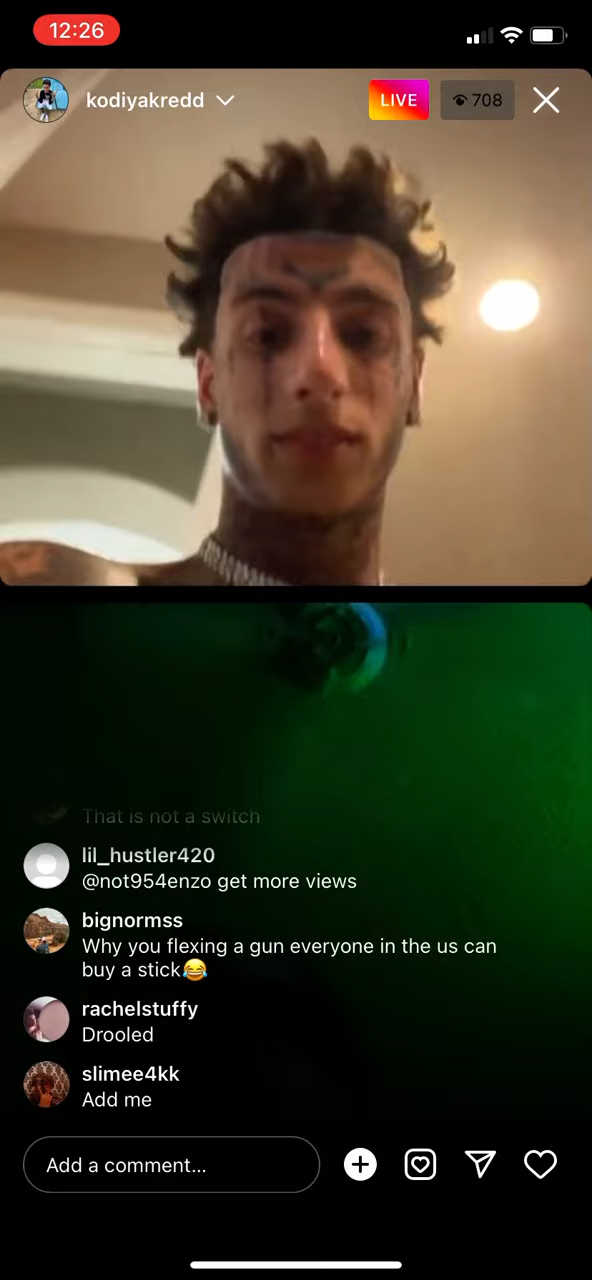 12:26
kodiyakredd
LIVE
708
That is not a switch
lil_hustler420
@not954enzo get more views
bignormss
Why you flexing a gun everyone in the us can
buy a stick😂
rachelstuffy
Drooled
slimee4kk
Add me
Add a comment...